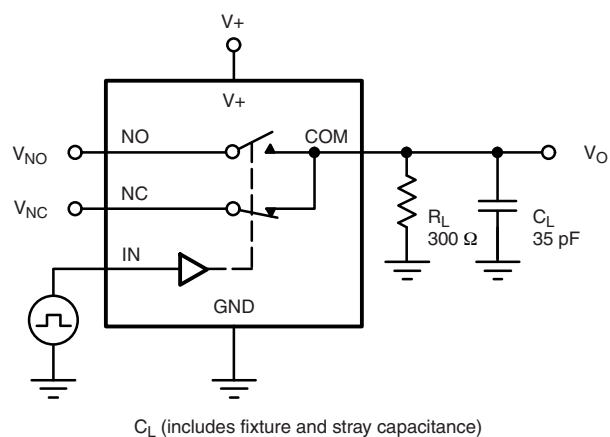 V+
V+
NO
COM
V_NO
V_O
NC
V_NC
R_L
300 Ω
C_L
35 pF
IN
GND
C_L (includes fixture and stray capacitance)